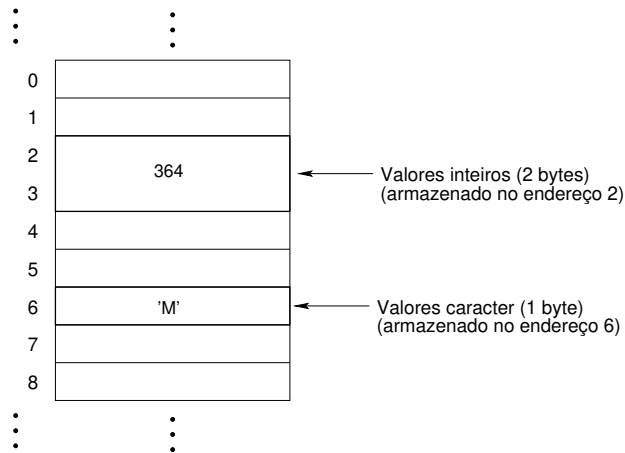 0
1
2
364
Valores inteiros (2 bytes)
3
(armazenado no endereço 2)
4
5
6
'M'
Valores caracter (1 byte)
(armazenado no endereço 6)
7
8